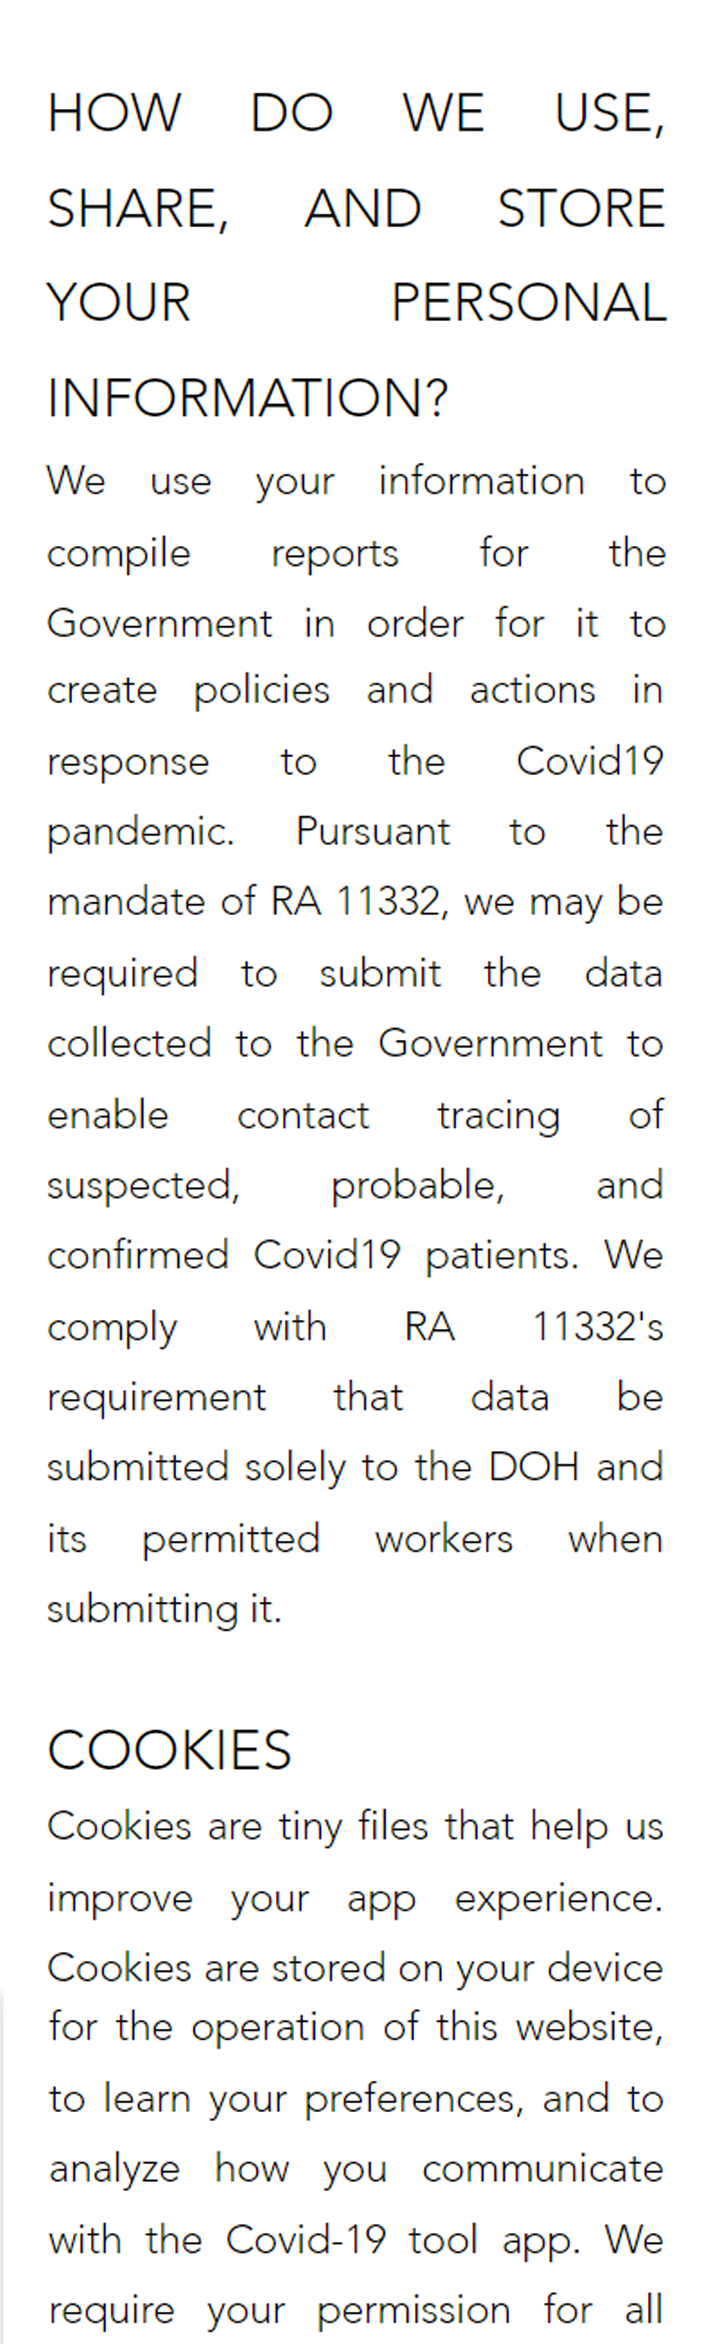 HOW DO WE USE,
SHARE, AND STORE
YOUR PERSONAL
INFORMATION?
We use your information to
compile reports for the
Government in order for it to
create policies and actions in
response to the Covid19
pandemic. Pursuant to the
mandate of RA 11332, we may be
required to submit the data
collected to the Government to
enable contact tracing of
suspected, probable, and
confirmed Covid19 patients. We
comply with RA 11332's
requirement that data be
submitted solely to the DOH and
its permitted workers when
submitting it.
COOKIES
Cookies are tiny files that help us
improve your app experience.
Cookies are stored on your device
for the operation of this website,
to learn your preferences, and to
analyze how you communicate
with the Covid-19 tool app. We
require your permission for all